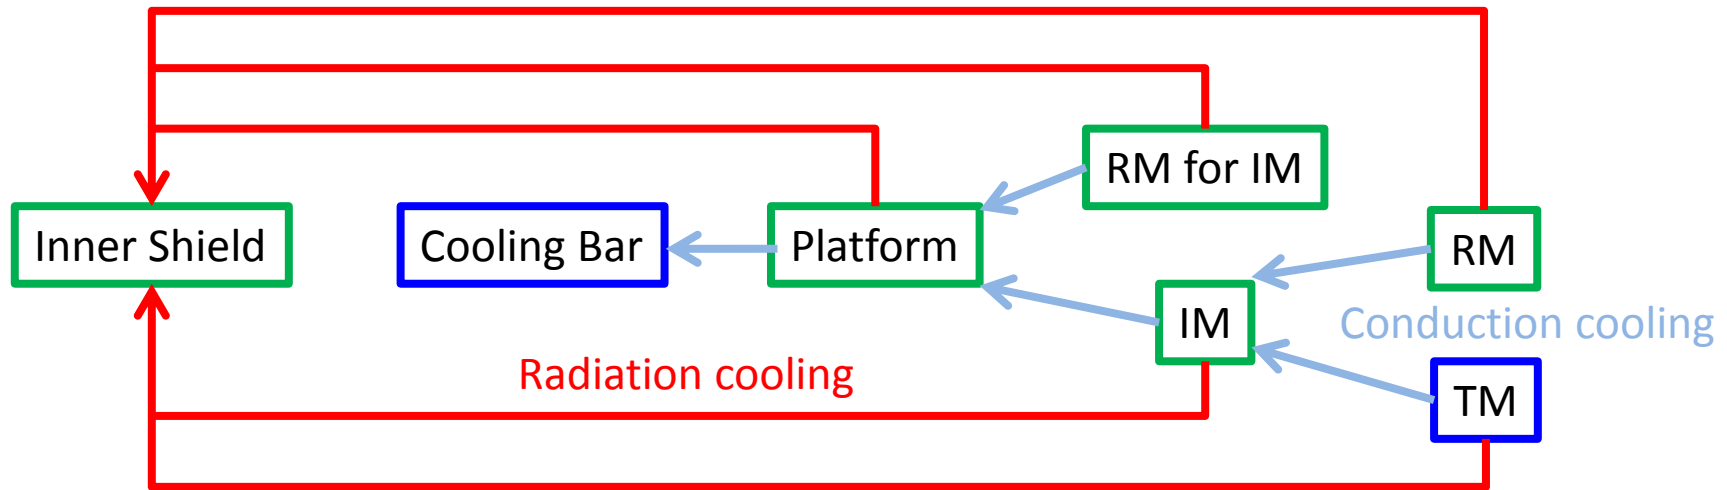 RM for IM
Inner Shield
Cooling Bar
Platform
RM
IM
Conduction cooling
Radiation cooling
TM